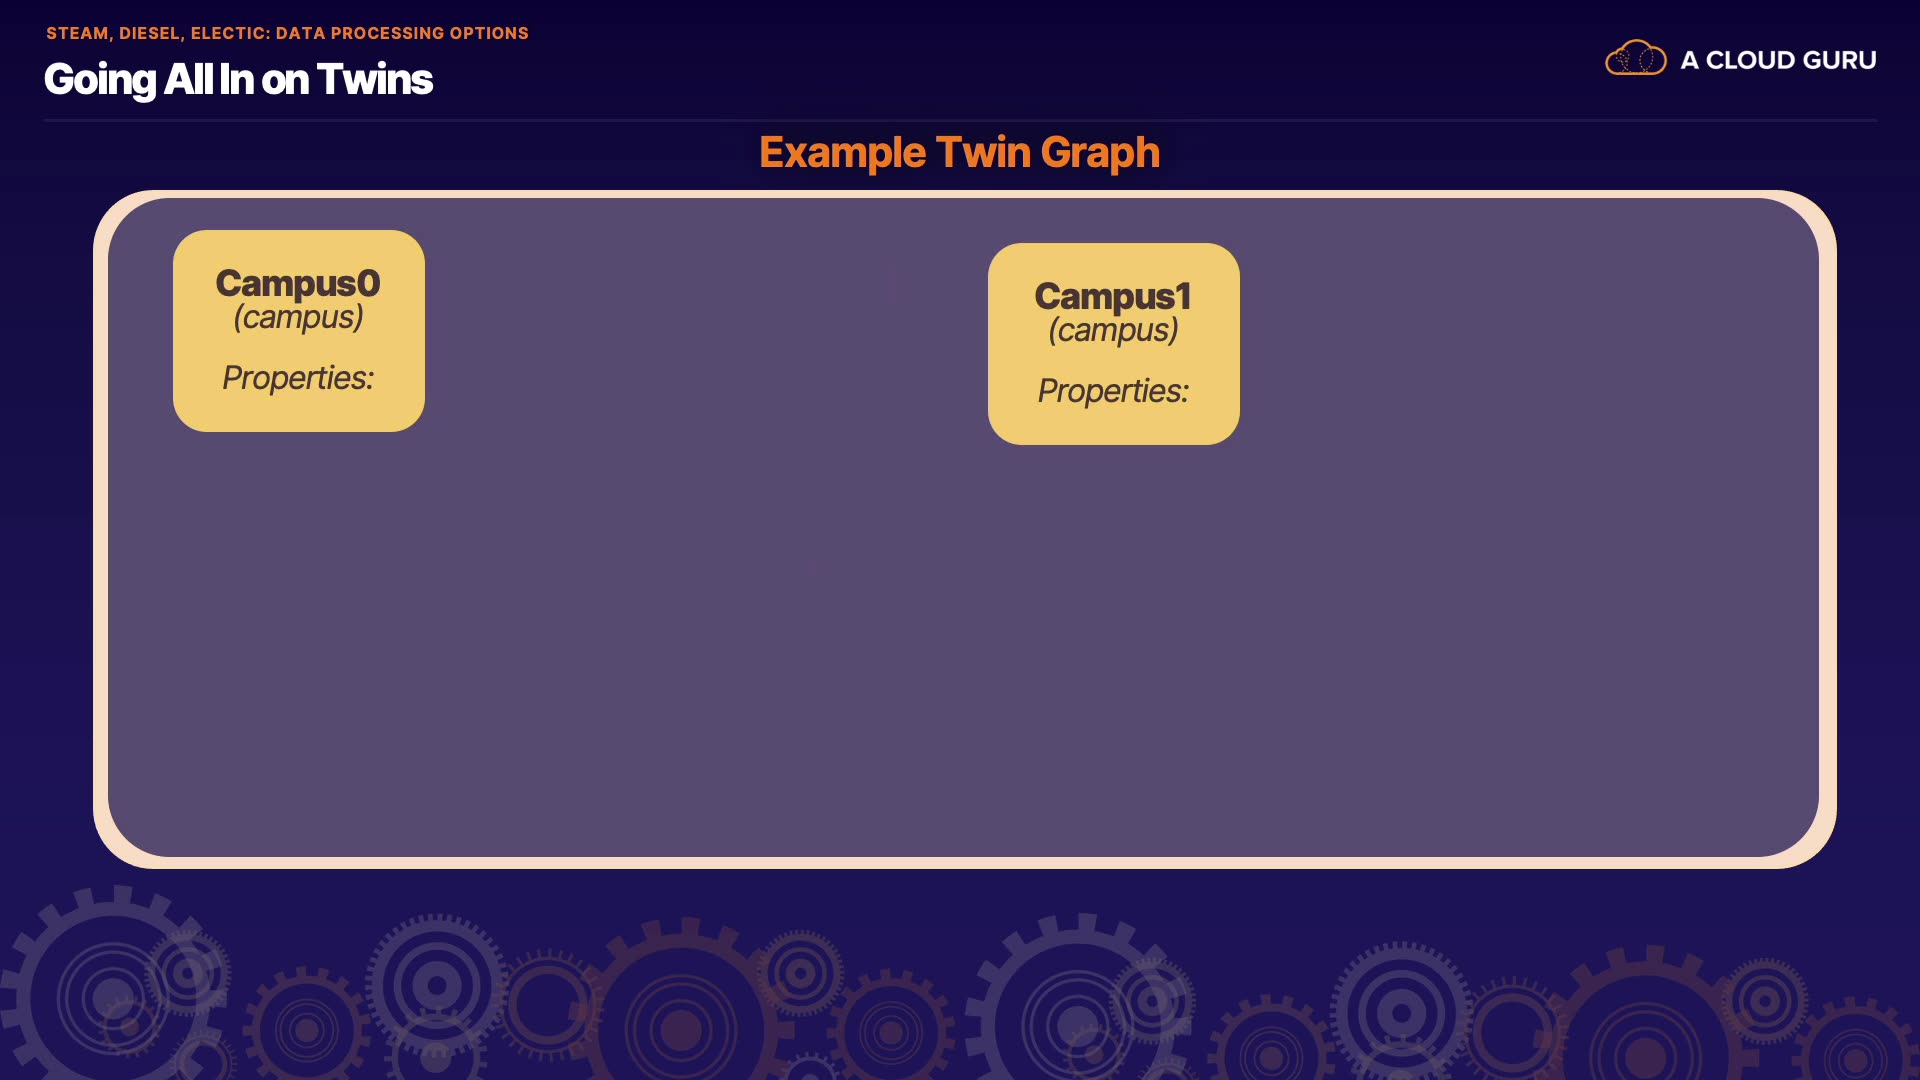 STEAM, DIESEL, ELECTIC: DATA PROCESSING OPTIONS
Going All In on Twins
A CLOUD GURU
Example Twin Graph
Campus0
(campus)
Properties:
Campus1
(campus)
Properties: